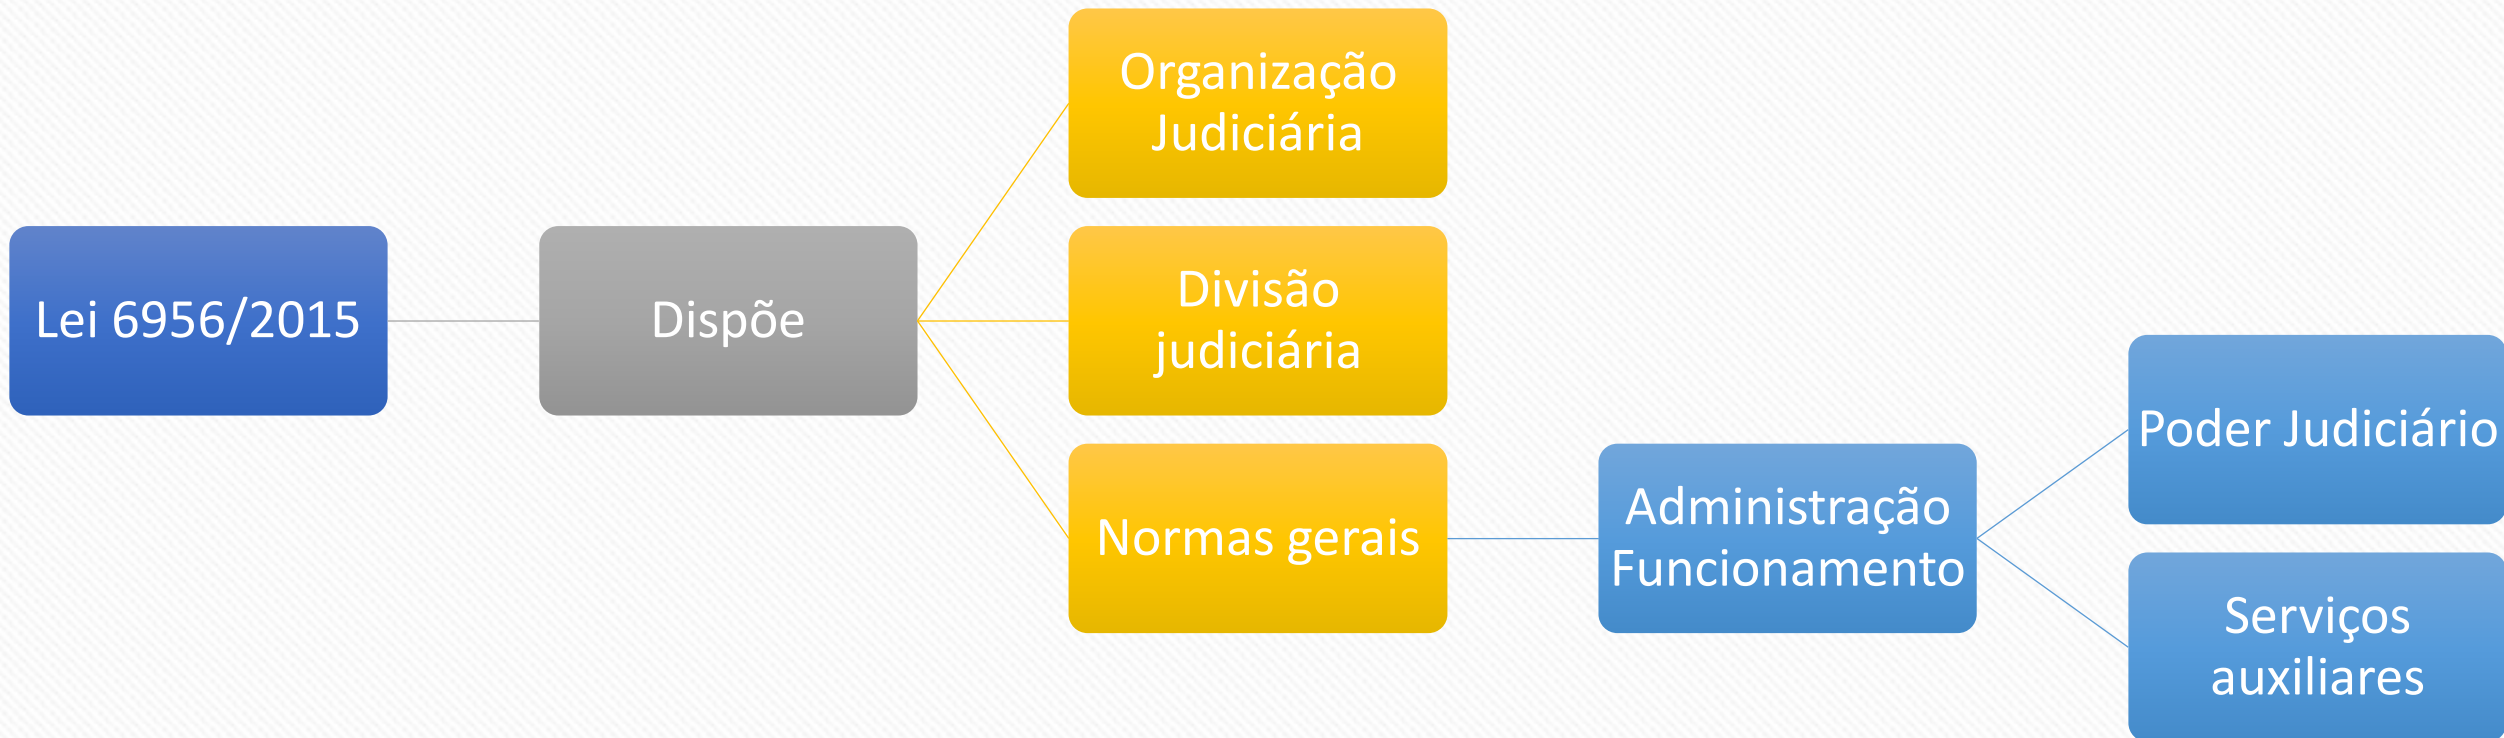 Lei 6956/2015
Dispõe
Organização
Judiciária
Divisão
judiciária
Normas gerais
Administração
Funcionamento
Poder Judiciário
Serviços
auxiliares